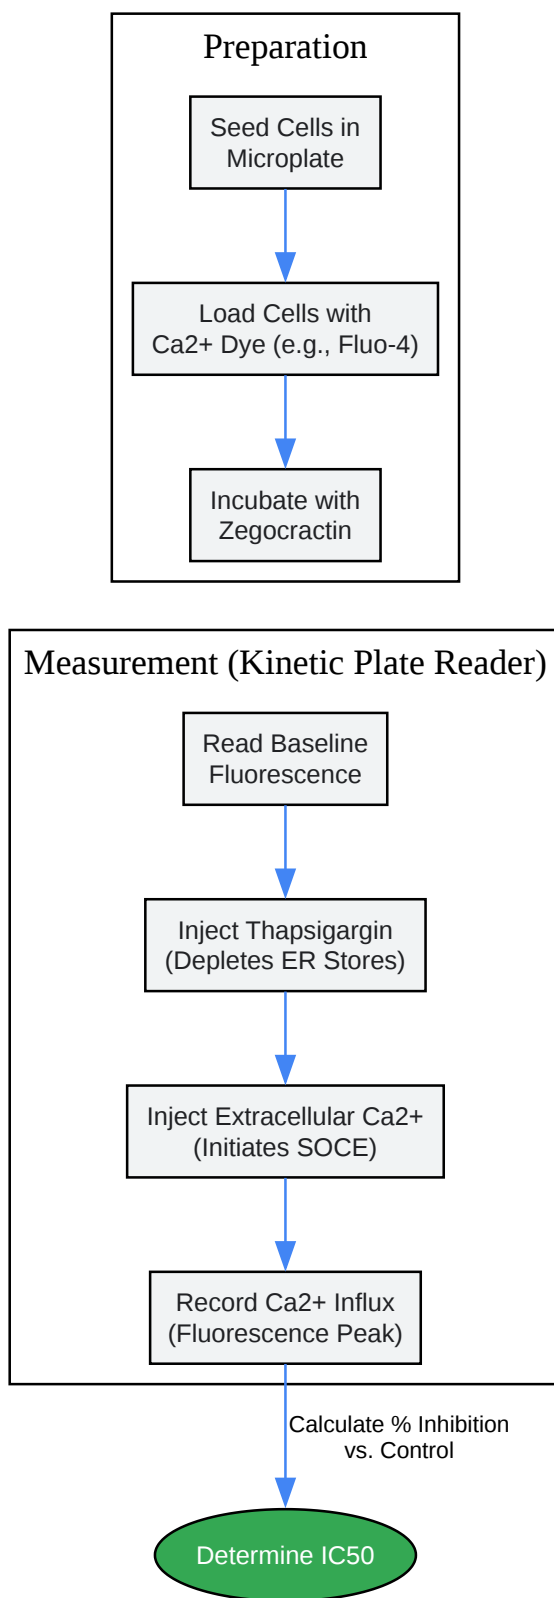 Preparation
Seed Cells in
Microplate
Load Cells with
Ca2+ Dye (e.g., Fluo-4)
Incubate with
Zegocractin
Measurement (Kinetic Plate Reader)
Read Baseline
Fluorescence
Inject Thapsigargin
(Depletes ER Stores)
Inject Extracellular Ca2+
(Initiates SOCE)
Record Ca2+ Influx
(Fluorescence Peak)
Calculate % Inhibition
vs. Control
Determine IC50